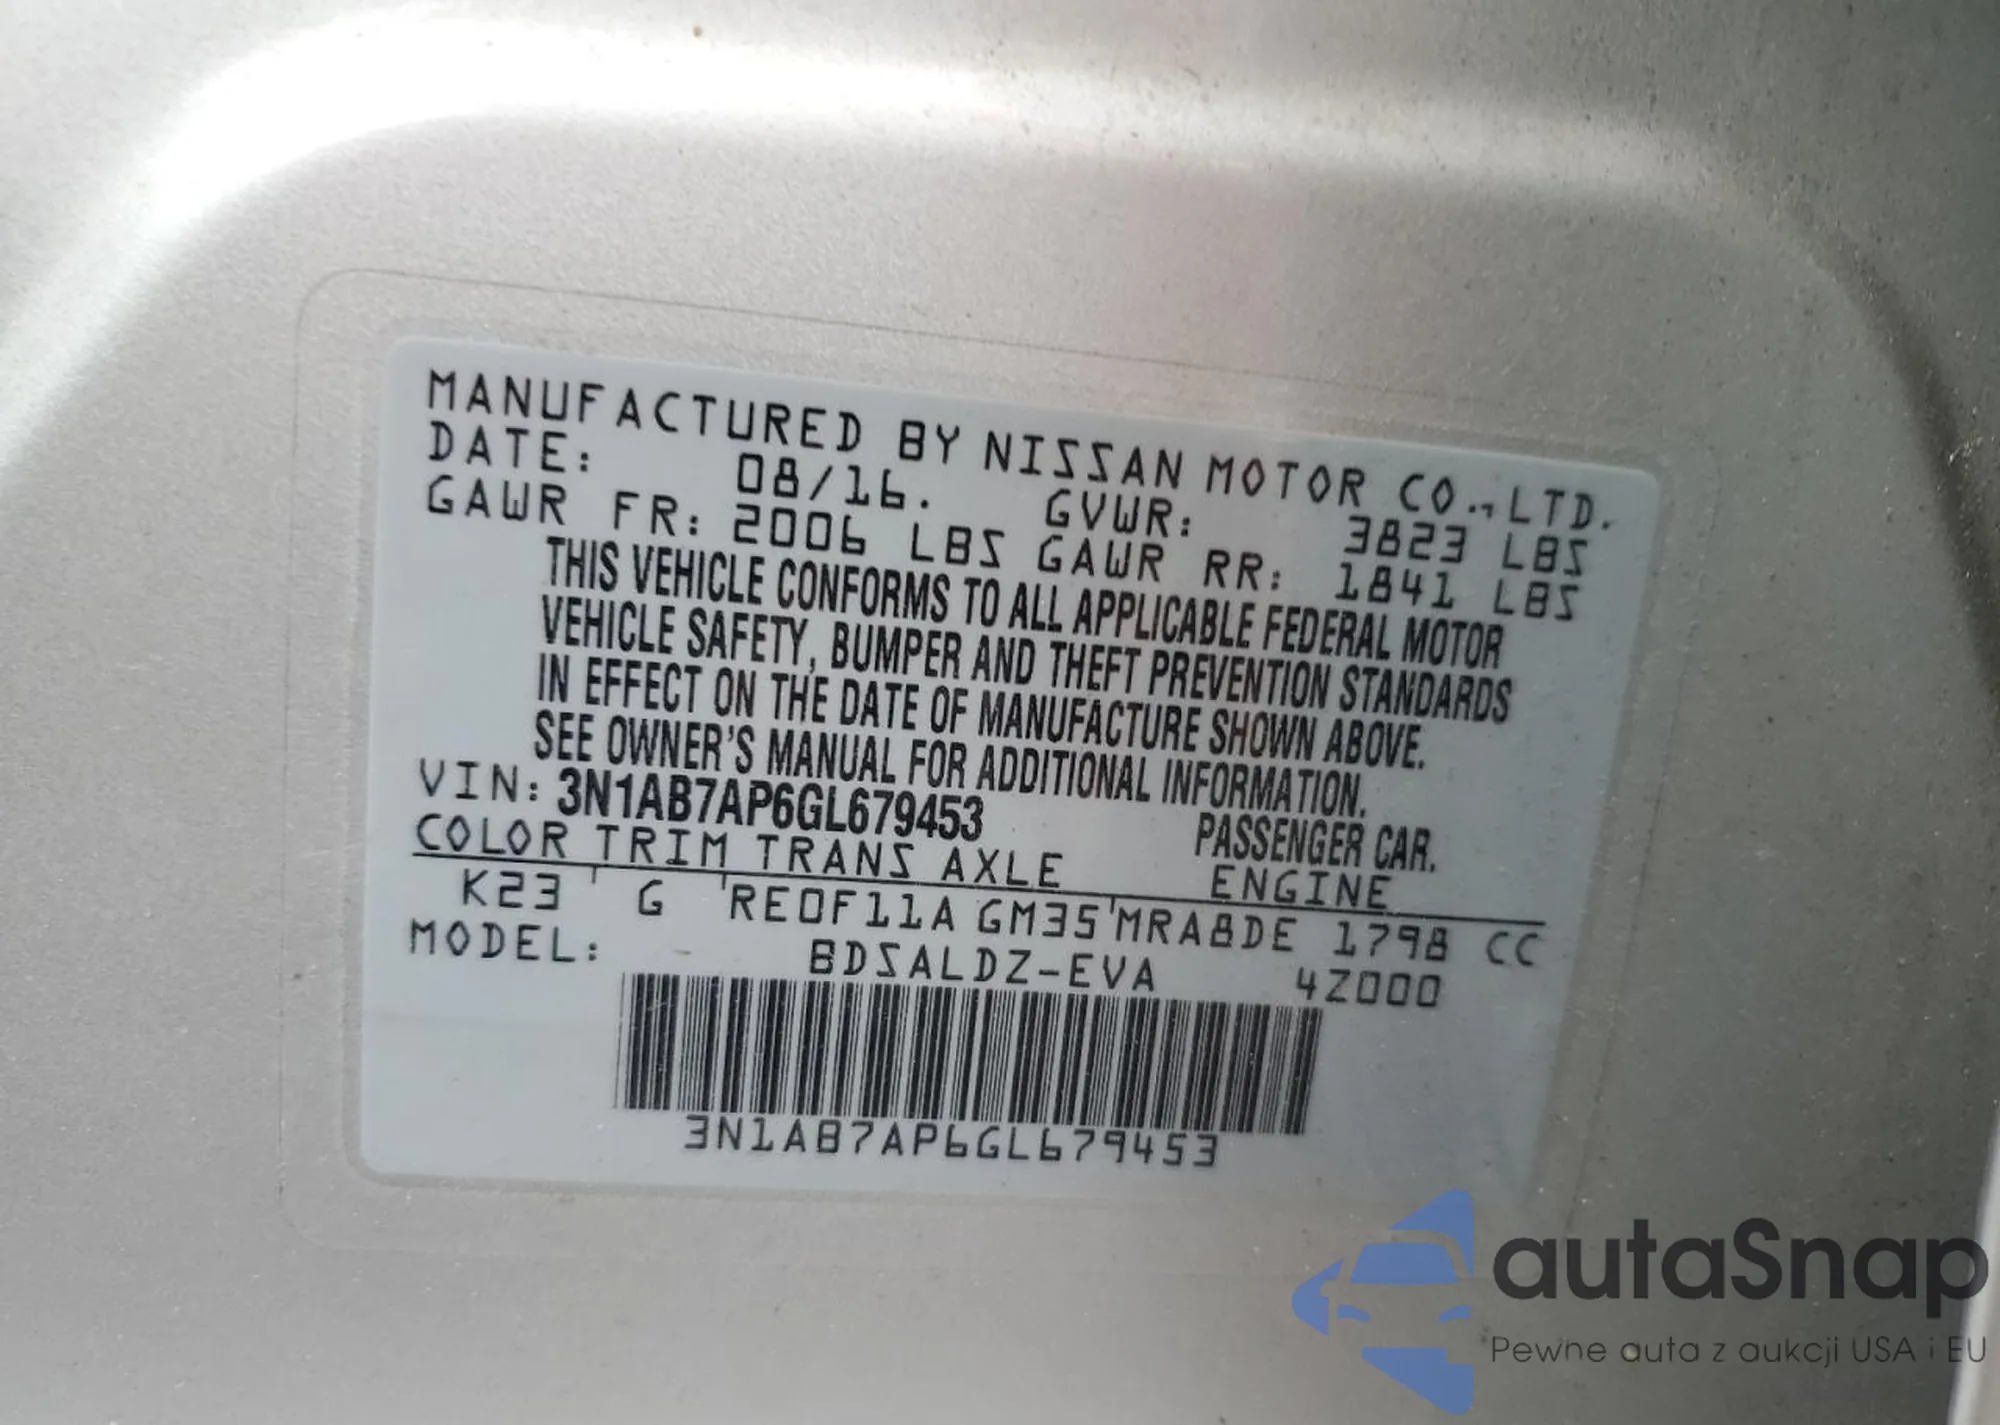 MANUFACTURED BY NISSAN MOTOR CO.,LTD.
DATE: 08/16. GVWR: 3823 LBS
GAWR FR: 2006 LBS GAWR RR: 1841 LBS
THIS VEHICLE CONFORMS TO ALL APPLICABLE FEDERAL MOTOR
VEHICLE SAFETY, BUMPER AND THEFT PREVENTION STANDARDS
IN EFFECT ON THE DATE OF MANUFACTURE SHOWN ABOVE.
SEE OWNER'S MANUAL FOR ADDITIONAL INFORMATION.
VIN: 3N1AB7AP6GL679453 PASSENGER CAR.
COLOR TRIM TRANS AXLE ENGINE
K23 G RE0F11A GM35 MRA8DE 1798 CC
MODEL: BDSALDZ-EVA 4Z000
3N1AB7AP6GL679453
autaSnap
Pewne auta z aukcji USA i EU